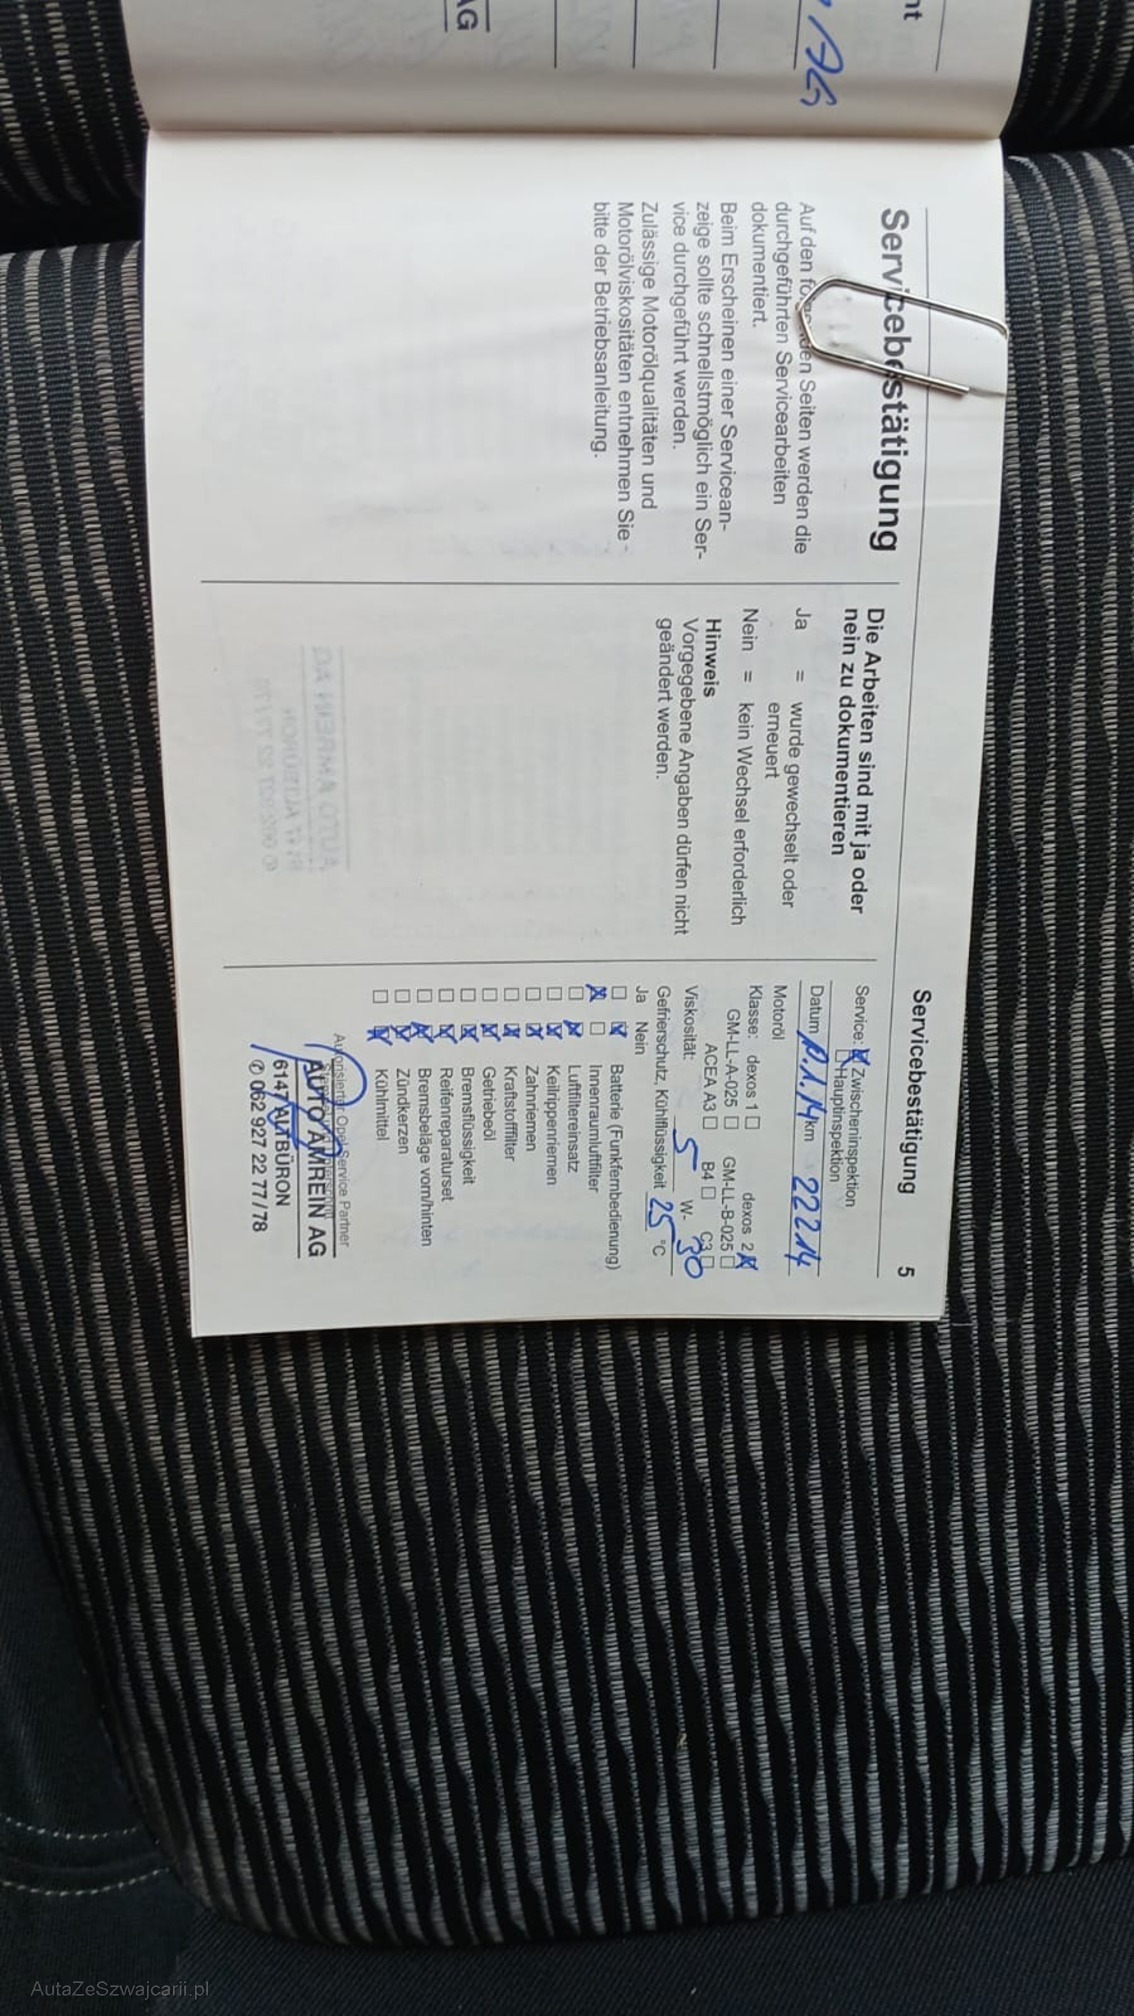 nt
AG
AG
Servicebestätigung
Auf den folgenden Seiten werden die
durchgeführten Servicearbeiten
dokumentiert.
Beim Erscheinen einer Servicean-
zeige sollte schnellstmöglich ein Ser-
vice durchgeführt werden.
Zulässige Motorölqualitäten und
Motorölviskositäten entnehmen Sie
bitte der Betriebsanleitung.
Die Arbeiten sind mit ja oder
nein zu dokumentieren
Ja = wurde gewechselt oder
erneuert
Nein = kein Wechsel erforderlich
Hinweis
Vorgegebene Angaben dürfen nicht
geändert werden.
Servicebestätigung 5
Service: ☒ Zwischeninspektion
☐ Hauptinspektion
Datum 1.14 km 22214
Motoröl
Klasse: dexos 1 ☐ dexos 2 ☒
GM-LL-A-025 ☐ GM-LL-B-025 ☐
ACEA A3 ☐ B4 ☐ C3 ☐
Viskosität: 5 W- 30
Gefrierschutz, Kühlflüssigkeit 25 °C
Ja Nein
☐ ☒ Batterie (Funkfernbedienung)
☒ ☐ Innenraumluftfilter
☐ ☒ Luftfiltereinsatz
☐ ☒ Keilrippenriemen
☐ ☒ Zahnriemen
☐ ☒ Kraftstofffilter
☐ ☒ Getriebeöl
☐ ☒ Bremsflüssigkeit
☐ ☒ Reifenreparaturset
☐ ☒ Bremsbeläge vorn/hinten
☐ ☒ Zündkerzen
☐ ☒ Kühlmittel
Autorisierter Opel Service Partner
AUTO AMREIN AG
6147 ALTBÜRON
✆ 062 927 22 77/78
AutaZeSzwajcarii.pl